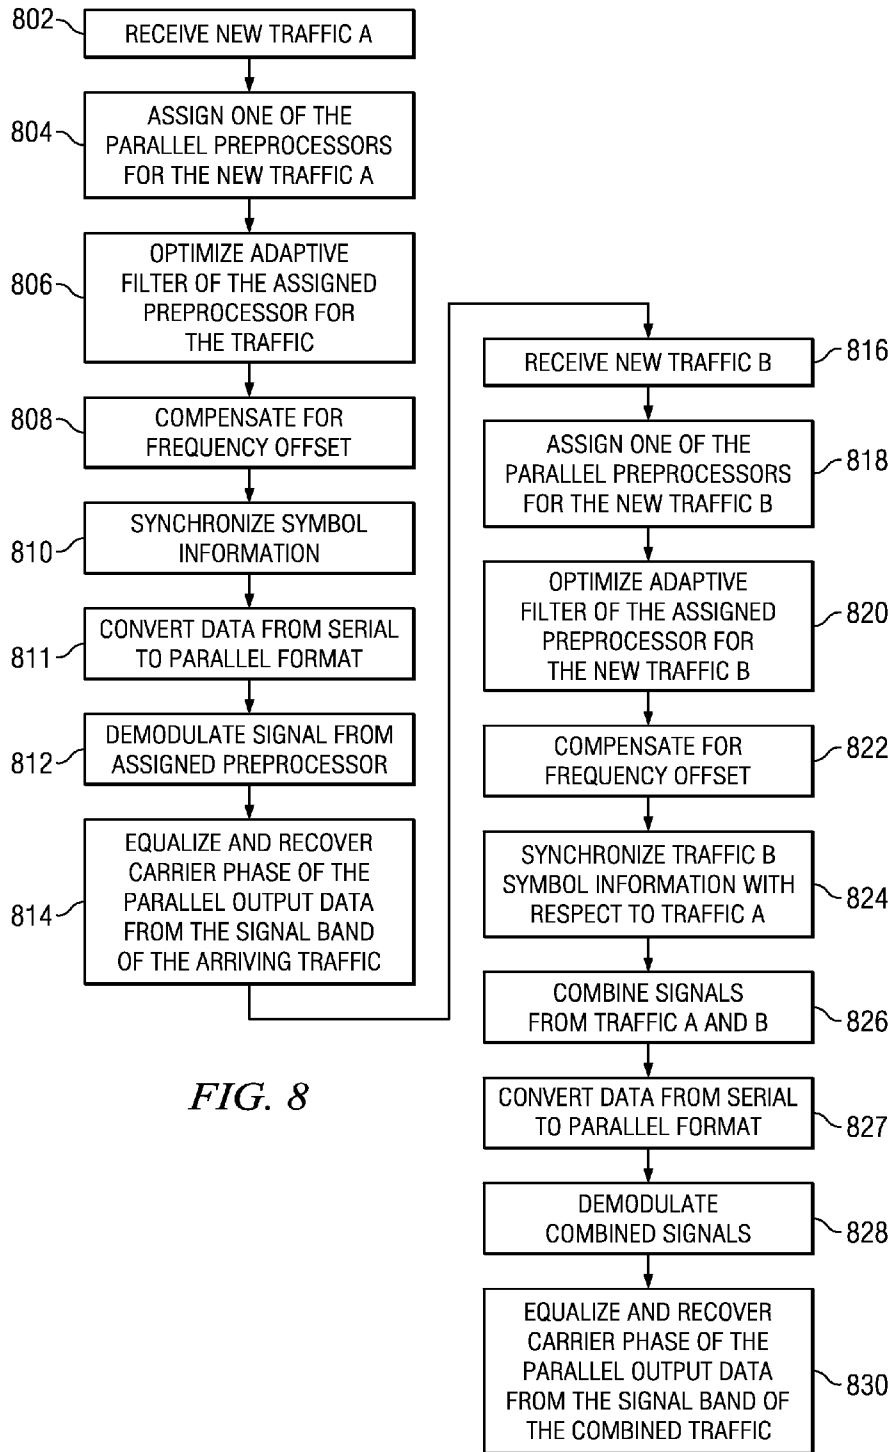 802
RECEIVE NEW TRAFFIC A
804
ASSIGN ONE OF THE
PARALLEL PREPROCESSORS
FOR THE NEW TRAFFIC A
806
OPTIMIZE ADAPTIVE
FILTER OF THE ASSIGNED
PREPROCESSOR FOR
THE TRAFFIC
808
COMPENSATE FOR
FREQUENCY OFFSET
810
SYNCHRONIZE SYMBOL
INFORMATION
811
CONVERT DATA FROM SERIAL
TO PARALLEL FORMAT
812
DEMODULATE SIGNAL FROM
ASSIGNED PREPROCESSOR
814
EQUALIZE AND RECOVER
CARRIER PHASE OF THE
PARALLEL OUTPUT DATA
FROM THE SIGNAL BAND
OF THE ARRIVING TRAFFIC
RECEIVE NEW TRAFFIC B
816
ASSIGN ONE OF THE
PARALLEL PREPROCESSORS
FOR THE NEW TRAFFIC B
818
OPTIMIZE ADAPTIVE
FILTER OF THE ASSIGNED
PREPROCESSOR FOR
THE NEW TRAFFIC B
820
COMPENSATE FOR
FREQUENCY OFFSET
822
SYNCHRONIZE TRAFFIC B
SYMBOL INFORMATION WITH
RESPECT TO TRAFFIC A
824
COMBINE SIGNALS
FROM TRAFFIC A AND B
826
CONVERT DATA FROM SERIAL
TO PARALLEL FORMAT
827
DEMODULATE
COMBINED SIGNALS
828
EQUALIZE AND RECOVER
CARRIER PHASE OF THE
PARALLEL OUTPUT DATA
FROM THE SIGNAL BAND OF
THE COMBINED TRAFFIC
830
FIG. 8